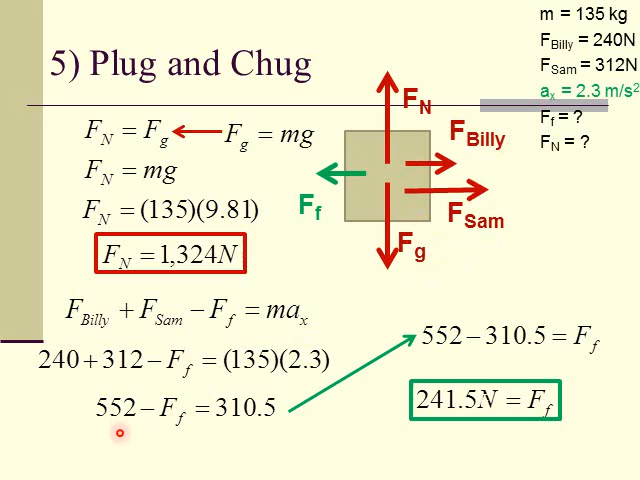 5) Plug and Chug
m = 135 kg
F_Billy = 240N
F_Sam = 312N
a_x = 2.3 m/s²
F_f = ?
F_N = ?
F_N = F_g
F_g = mg
F_N = mg
F_N = (135)(9.81)
F_N = 1,324N
F_N
F_Billy
F_f
F_Sam
F_g
F_Billy + F_Sam − F_f = ma_x
240 + 312 − F_f = (135)(2.3)
552 − F_f = 310.5
552 − 310.5 = F_f
241.5N = F_f